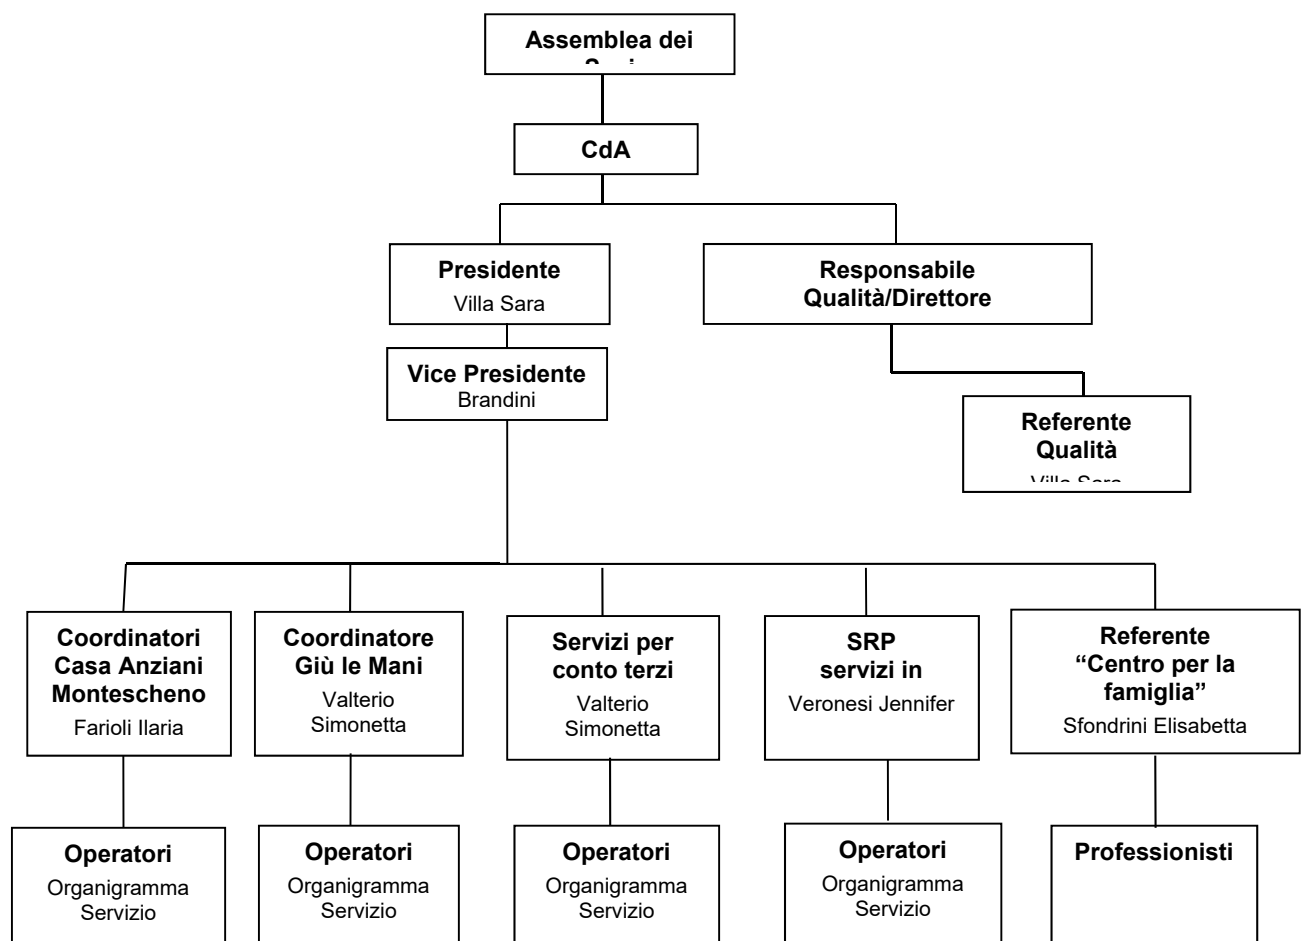 Assemblea dei
CdA
Presidente
Villa Sara
Responsabile
Qualità/Direttore
Vice Presidente
Brandini
Referente
Qualità
Villa Sara
Coordinatori
Casa Anziani
Montescheno
Farioli Ilaria
Coordinatore
Giù le Mani
Valterio
Simonetta
Servizi per
conto terzi
Valterio
Simonetta
SRP
servizi in
Veronesi Jennifer
Referente
“Centro per la
famiglia”
Sfondrini Elisabetta
Operatori
Organigramma
Servizio
Operatori
Organigramma
Servizio
Operatori
Organigramma
Servizio
Operatori
Organigramma
Servizio
Professionisti